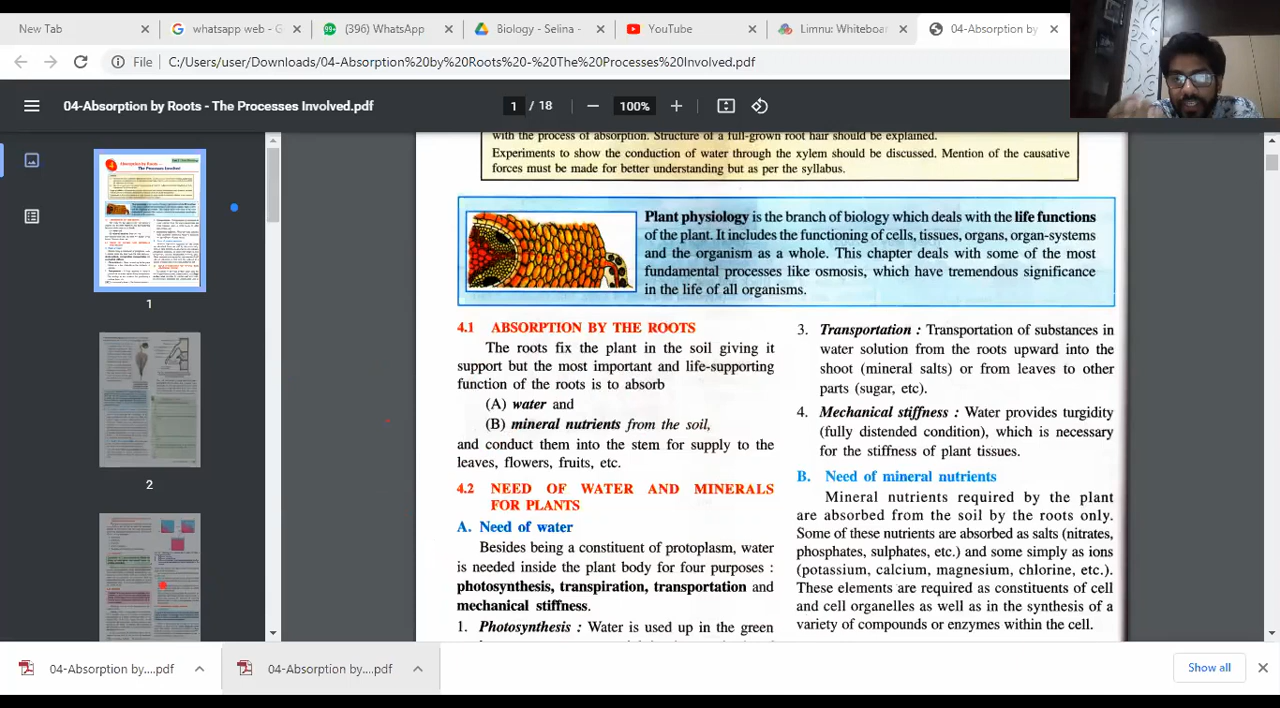 New Tab
whatsapp web - G
(396) WhatsApp
Biology - Selina -
YouTube
Limnu: Whiteboar
04-Absorption by
File
C:/Users/user/Downloads/04-Absorption%20by%20Roots%20-%20The%20Processes%20Involved.pdf
04-Absorption by Roots - The Processes Involved.pdf
1 / 18
100%
with the process of absorption. Structure of a full-grown root hair should be explained.
Experiments to show the conduction of water through the xylem should be discussed. Mention of the causative
forces must be made for better understanding but as per the syllabus.
Plant physiology is the branch of biology which deals with the life functions
of the plant. It includes the functioning of cells, tissues, organs, organ-systems
and the organism as a whole. This chapter deals with some of the most
fundamental processes like osmosis, which have tremendous significance
in the life of all organisms.
4.1 ABSORPTION BY THE ROOTS
The roots fix the plant in the soil giving it
support but the most important and life-supporting
function of the roots is to absorb
(A) water and
(B) mineral nutrients from the soil,
and conduct them into the stem for supply to the
leaves, flowers, fruits, etc.
4.2 NEED OF WATER AND MINERALS
FOR PLANTS
A. Need of water
Besides being a constituent of protoplasm, water
is needed inside the plant body for four purposes :
photosynthesis, transpiration, transportation and
mechanical stiffness.
1. Photosynthesis : Water is used up in the green
3. Transportation : Transportation of substances in
water solution from the roots upward into the
shoot (mineral salts) or from leaves to other
parts (sugar, etc).
4. Mechanical stiffness : Water provides turgidity
(fully distended condition), which is necessary
for the stiffness of plant tissues.
B. Need of mineral nutrients
Mineral nutrients required by the plant
are absorbed from the soil by the roots only.
Some of these nutrients are absorbed as salts (nitrates,
phosphates, sulphates, etc.) and some simply as ions
(potassium, calcium, magnesium, chlorine, etc.).
These elements are required as constituents of cell
and cell organelles as well as in the synthesis of a
variety of compounds or enzymes within the cell.
1
2
04-Absorption by....pdf
04-Absorption by....pdf
Show all